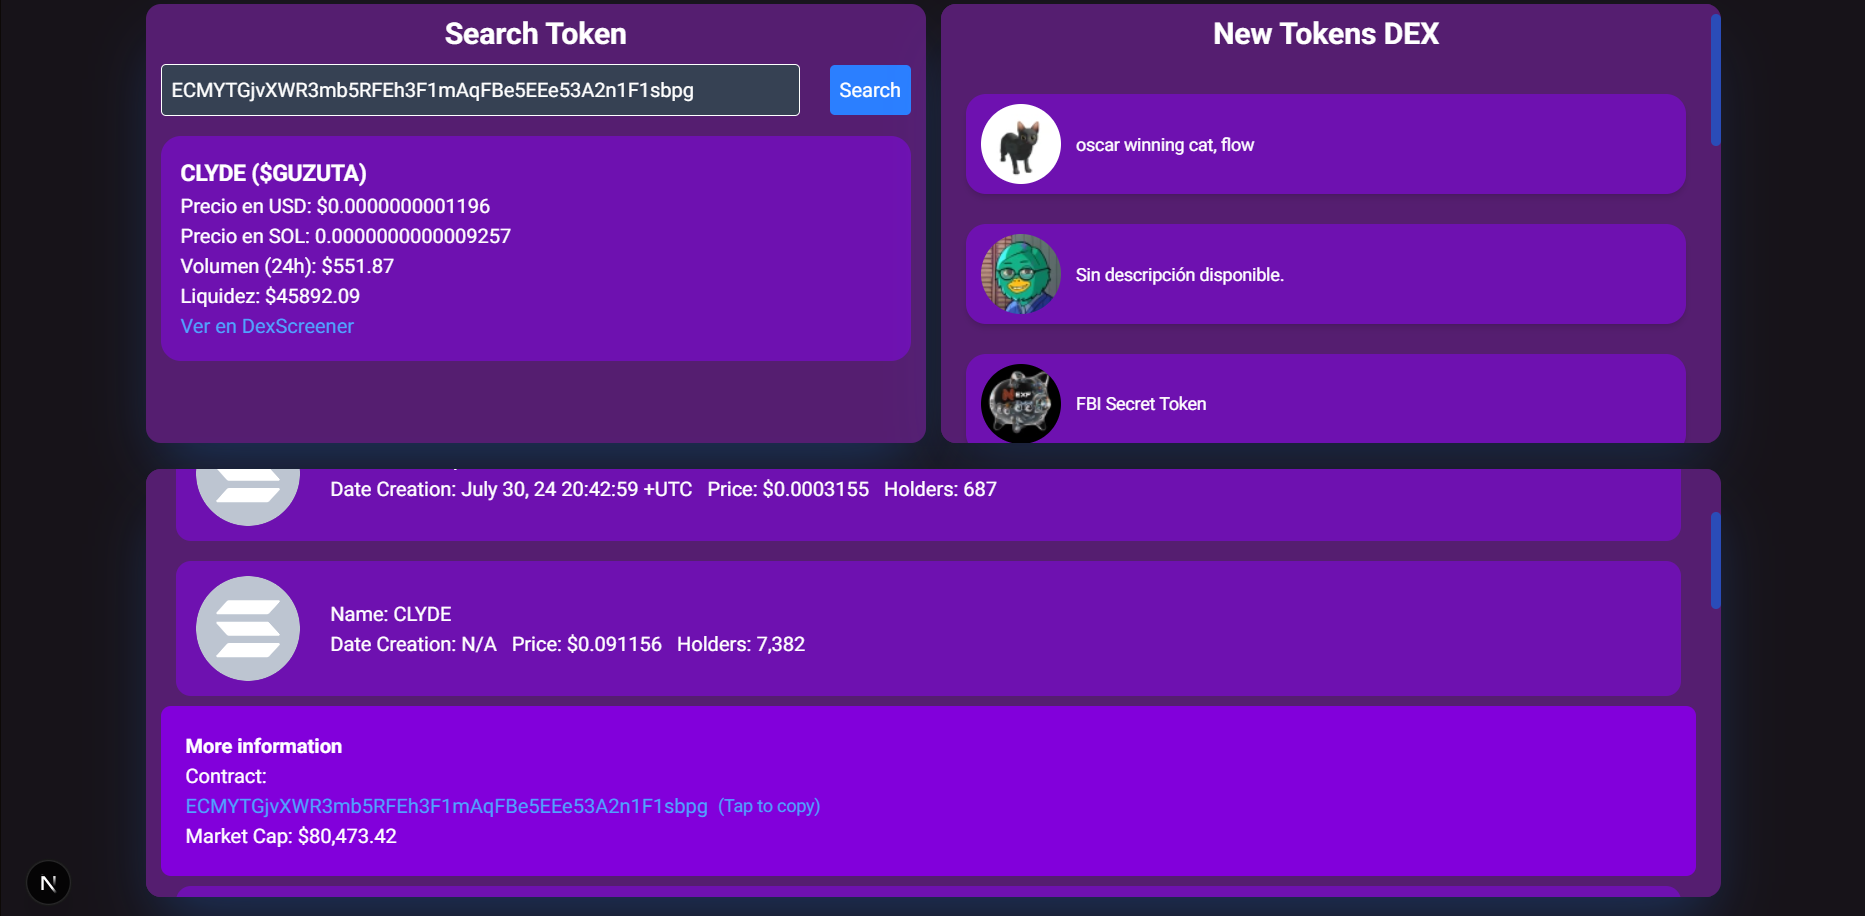 Search Token
ECMYTGjvXWR3mb5RFEh3F1mAqFBe5EEe53A2n1F1sbpg
Search
CLYDE ($GUZUTA)
Precio en USD: $0.0000000001196
Precio en SOL: 0.0000000000009257
Volumen (24h): $551.87
Liquidez: $45892.09
Ver en DexScreener
New Tokens DEX
oscar winning cat, flow
Sin descripción disponible.
FBI Secret Token
Date Creation: July 30, 24 20:42:59 +UTC Price: $0.0003155 Holders: 687
Name: CLYDE
Date Creation: N/A Price: $0.091156 Holders: 7,382
More information
Contract:
ECMYTGjvXWR3mb5RFEh3F1mAqFBe5EEe53A2n1F1sbpg (Tap to copy)
Market Cap: $80,473.42
N